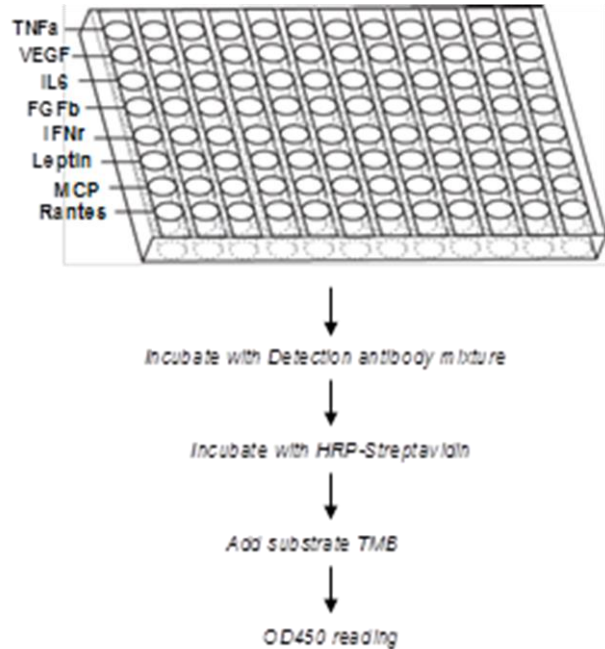 TNFa
VEGF
IL6
FGFb
IFNr
Leptin
MCP
Rantes
Incubate with Detection antibody mixture
Incubate with HRP-Streptavidin
Add substrate TMB
OD450 reading